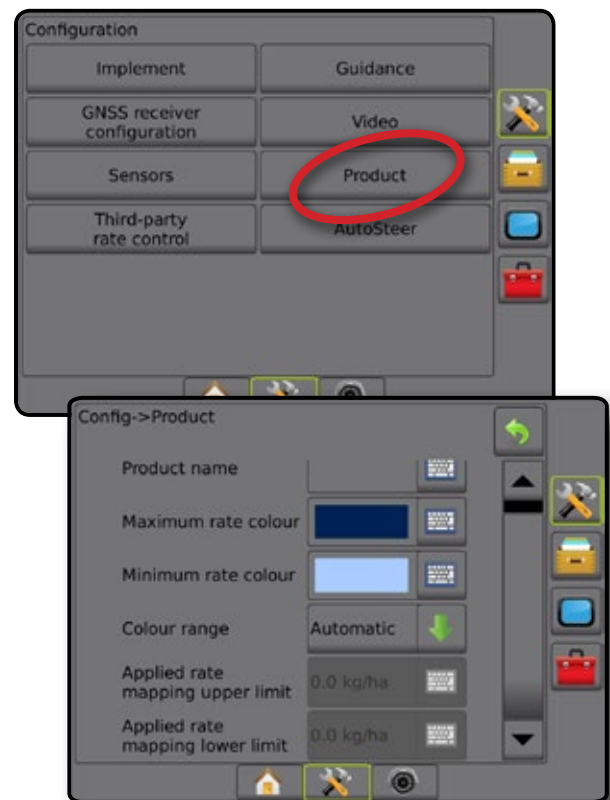 Configuration
Implement
Guidance
GNSS receiver
configuration
Video
Sensors
Product
Third-party
rate control
AutoSteer
Config->Product
Product name
Maximum rate colour
Minimum rate colour
Colour range
Automatic
Applied rate
mapping upper limit
0.0 kg/ha
Applied rate
mapping lower limit
0.0 kg/ha